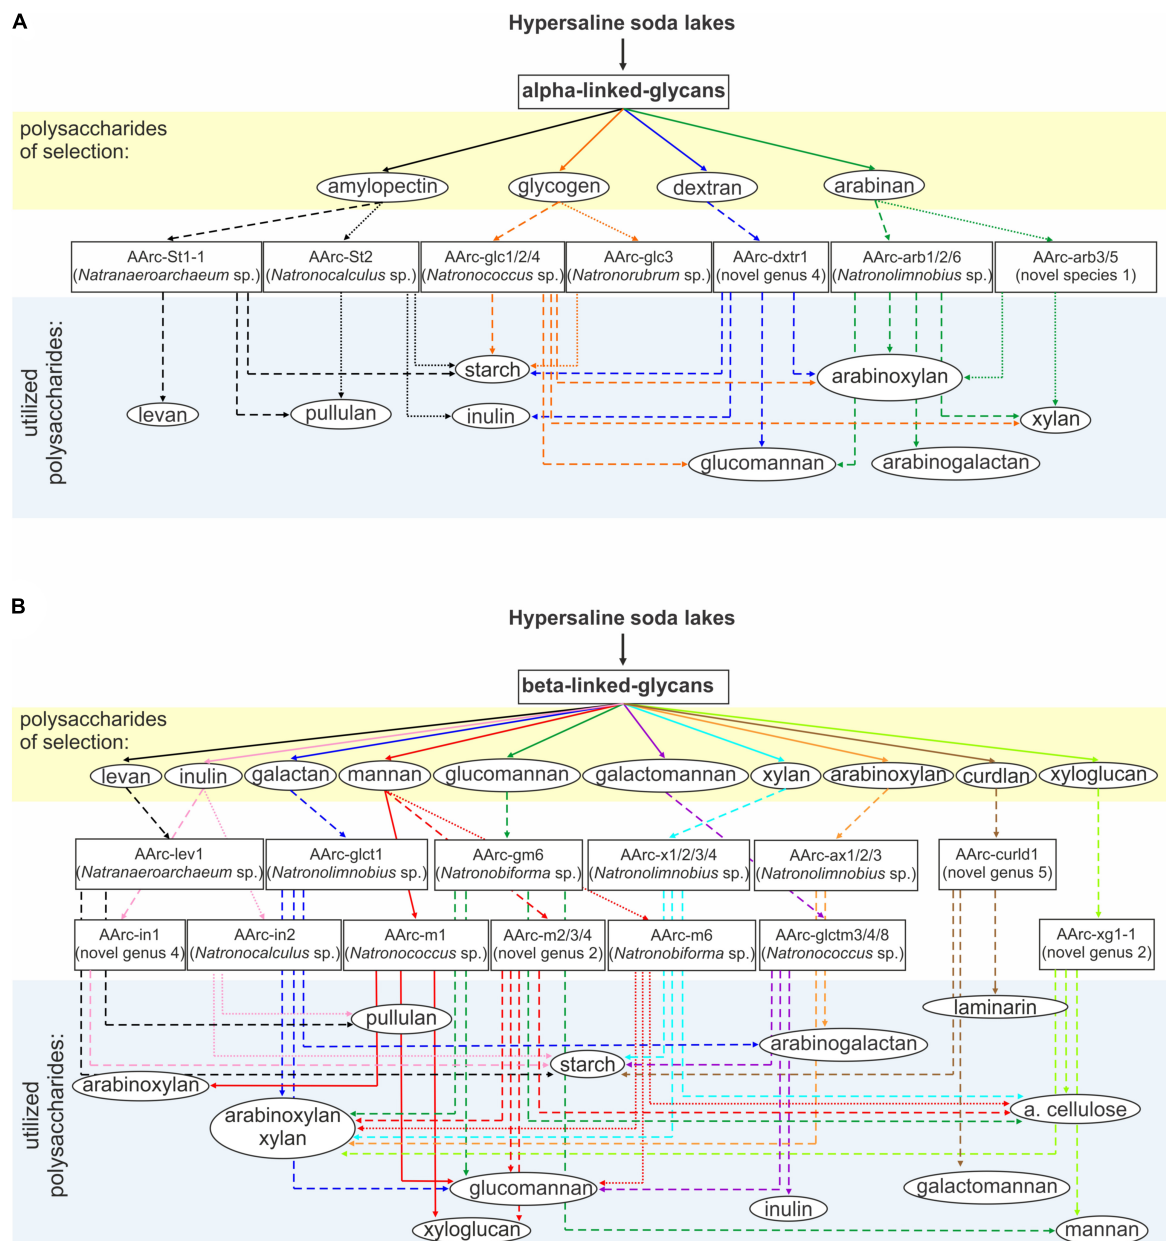 A
Hypersaline soda lakes
alpha-linked-glycans
polysaccharides
of selection:
amylopectin
glycogen
dextran
arabinan
AArc-St1-1
(Natranaeroarchaeum sp.)
AArc-St2
(Natronocalculus sp.)
AArc-glc1/2/4
(Natronococcus sp.)
AArc-glc3
(Natronorubrum sp.)
AArc-dxtr1
(novel genus 4)
AArc-arb1/2/6
(Natronolimnobius sp.)
AArc-arb3/5
(novel species 1)
utilized
polysaccharides:
starch
arabinoxylan
levan
pullulan
inulin
xylan
glucomannan
arabinogalactan
B
Hypersaline soda lakes
beta-linked-glycans
polysaccharides
of selection:
levan
inulin
galactan
mannan
glucomannan
galactomannan
xylan
arabinoxylan
curdlan
xyloglucan
AArc-lev1
(Natranaeroarchaeum sp.)
AArc-glct1
(Natronolimnobius sp.)
AArc-gm6
(Natronobiforma sp.)
AArc-x1/2/3/4
(Natronolimnobius sp.)
AArc-ax1/2/3
(Natronolimnobius sp.)
AArc-curld1
(novel genus 5)
AArc-in1
(novel genus 4)
AArc-in2
(Natronocalculus sp.)
AArc-m1
(Natronococcus sp.)
AArc-m2/3/4
(novel genus 2)
AArc-m6
(Natronobiforma sp.)
AArc-glctm3/4/8
(Natronococcus sp.)
AArc-xg1-1
(novel genus 2)
utilized
polysaccharides:
laminarin
pullulan
arabinogalactan
starch
arabinoxylan
arabinoxylan
xylan
a. cellulose
glucomannan
galactomannan
inulin
xyloglucan
mannan